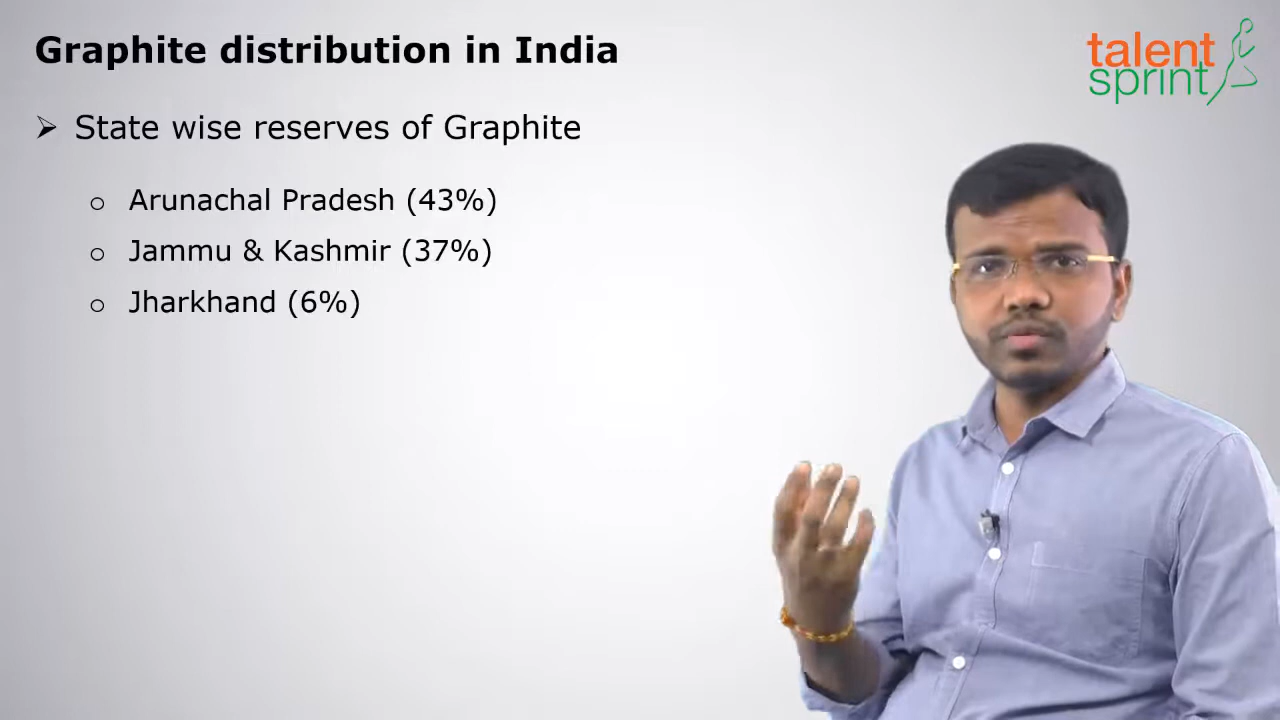 Graphite distribution in India
talent
sprint
➢ State wise reserves of Graphite
o Arunachal Pradesh (43%)
o Jammu & Kashmir (37%)
o Jharkhand (6%)